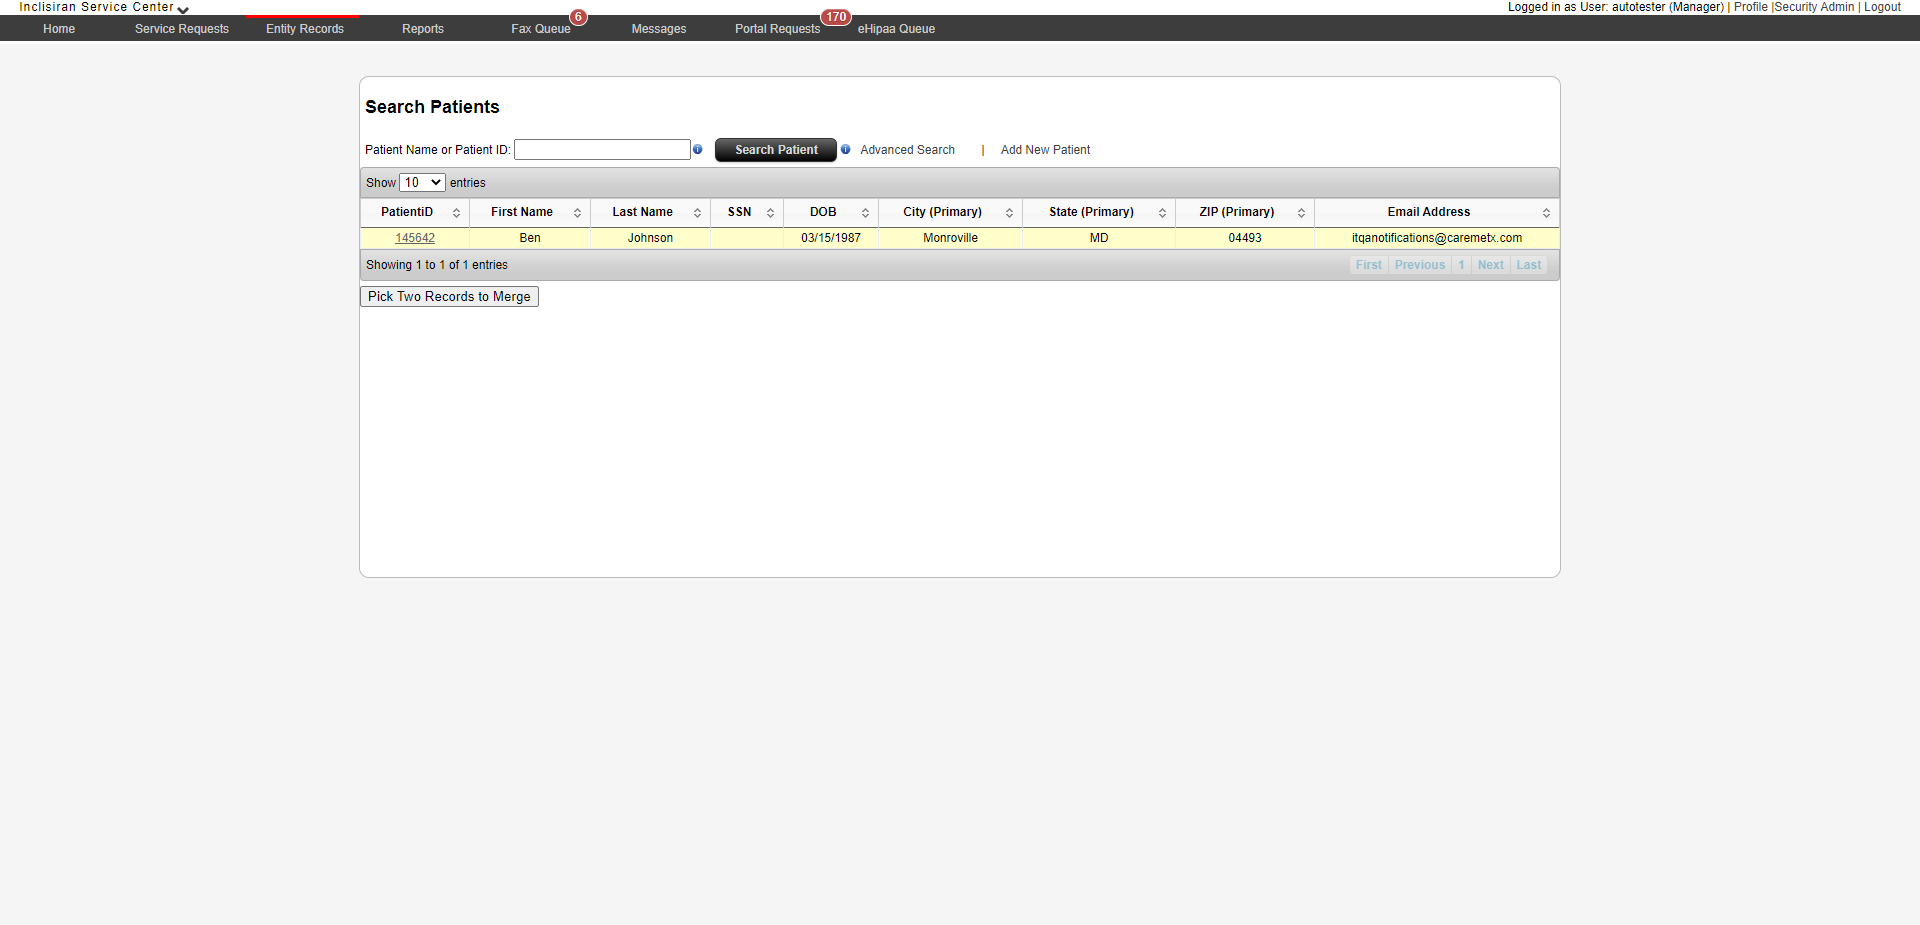 Inclisiran Service Center
Logged in as User: autotester (Manager) | Profile |Security Admin | Logout
Home Service Requests Entity Records Reports Fax Queue 6 Messages Portal Requests 170 eHipaa Queue
Search Patients
Patient Name or Patient ID: Search Patient Advanced Search | Add New Patient
Show 10 entries
PatientID First Name Last Name SSN DOB City (Primary) State (Primary) ZIP (Primary) Email Address
145642 Ben Johnson 03/15/1987 Monroville MD 04493 itqanotifications@caremetx.com
Showing 1 to 1 of 1 entries First Previous 1 Next Last
Pick Two Records to Merge